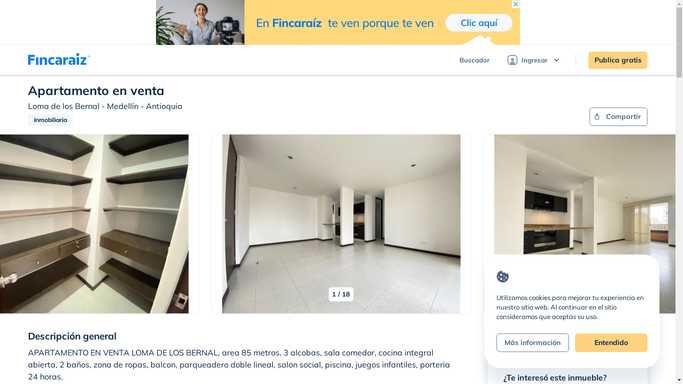 En Fincaraíz te ven porque te ven
Clic aquí
Fincaraíz
Buscador
Ingresar
Publica gratis
Apartamento en venta
Loma de los Bernal - Medellín - Antioquia
Inmobiliaria
Compartir
1 / 18
Utilizamos cookies para mejorar tu experiencia en
nuestro sitio web. Al continuar en el sitio
consideramos que aceptas su uso.
Más información
Entendido
Descripción general
APARTAMENTO EN VENTA LOMA DE LOS BERNAL, area 85 metros, 3 alcobas, sala comedor, cocina integral
abierta, 2 baños, zona de ropas, balcon, parqueadero doble lineal, salon social, piscina, juegos infantiles, porteria
24 horas,
¿Te interesó este inmueble?